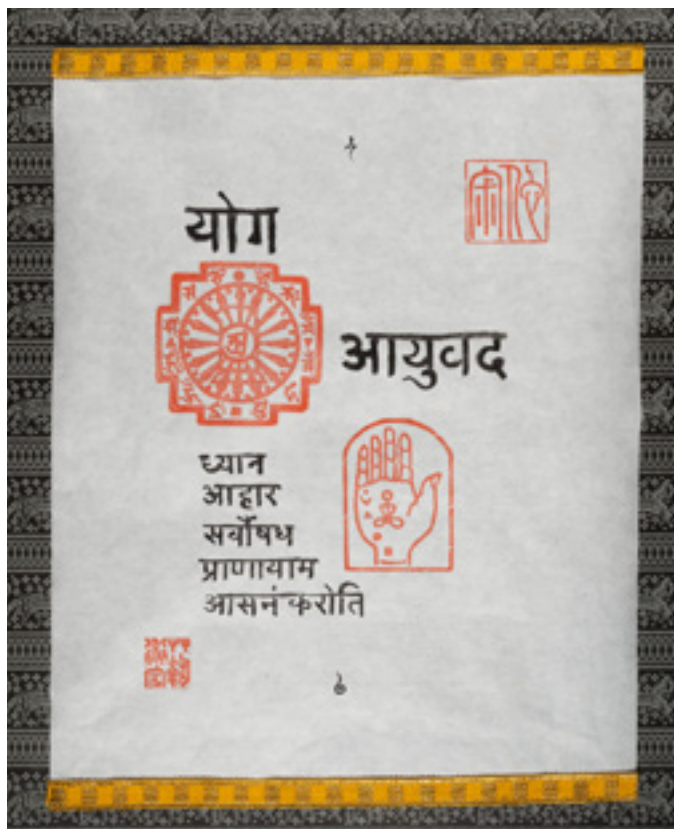 योग
आयुवद
ध्यान
आहार
सर्वोषध
प्राणायाम
आसनंकरोति